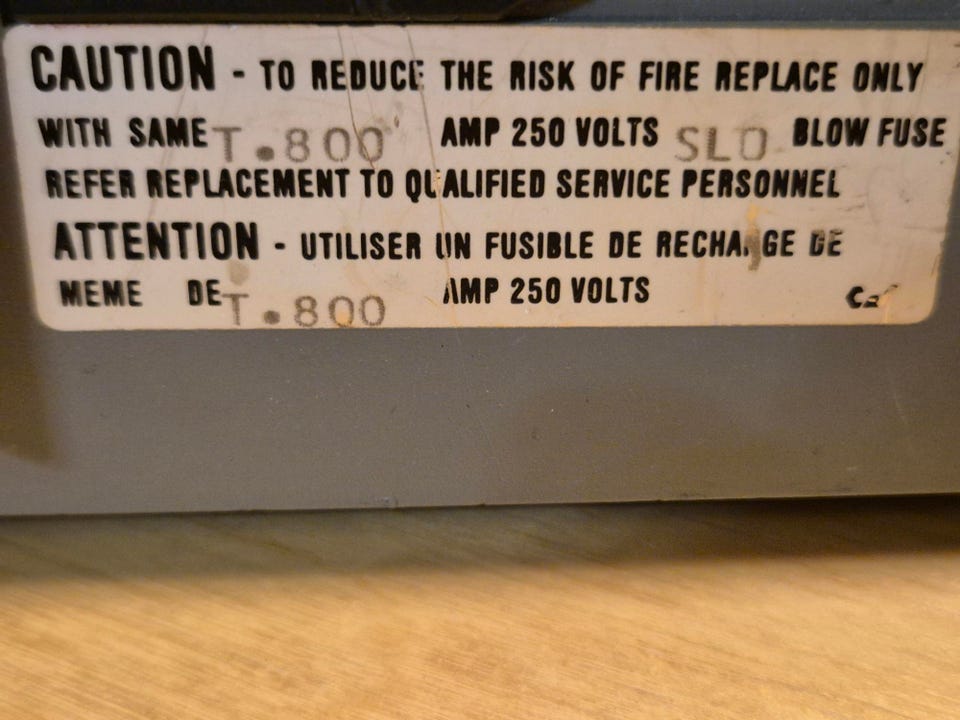 CAUTION - TO REDUCE THE RISK OF FIRE REPLACE ONLY
WITH SAME T.800 AMP 250 VOLTS SLO BLOW FUSE
REFER REPLACEMENT TO QUALIFIED SERVICE PERSONNEL
ATTENTION - UTILISER UN FUSIBLE DE RECHANGE DE
MEME DE T.800 AMP 250 VOLTS